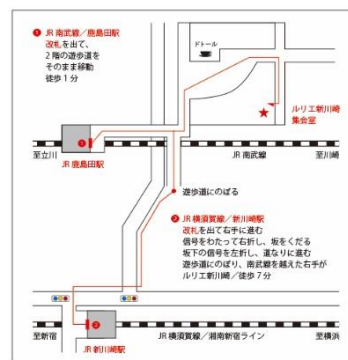 ❶ JR 南武線／鹿島田駅
改札を出て、
2 階の遊歩道を
そのまま移動
徒歩 1 分
ドトール
ルリエ新川崎
集会室
❶
至立川
JR 南武線
至川崎
JR 鹿島田駅
遊歩道にのぼる
❷ JR 横須賀線／新川崎駅
改札を出て右手に進む
信号をわたって右折し、坂をくだる
坂下の信号を左折し、道なりに進む
遊歩道にのぼり、南武線を越えた右手が
ルリエ新川崎／徒歩 7 分
❷
至新宿
JR 横須賀線／湘南新宿ライン
至横浜
JR 新川崎駅